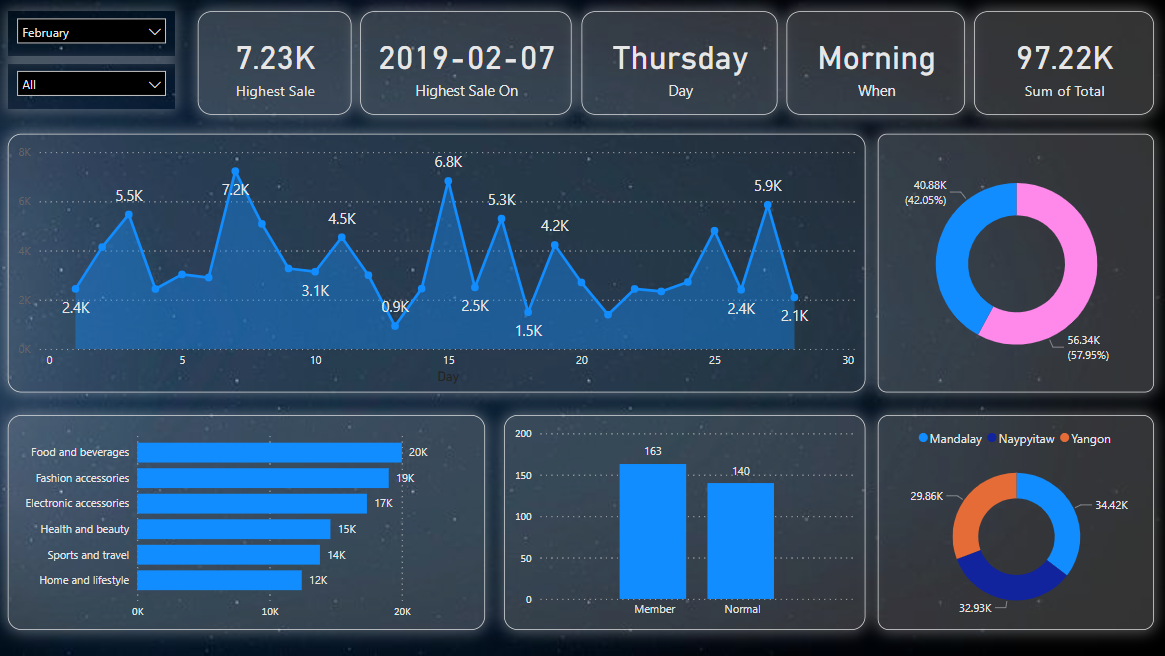 February
All
7.23K
Highest Sale
2019-02-07
Highest Sale On
Thursday
Day
Morning
When
97.22K
Sum of Total
8K
6K
4K
2K
0K
5.5K
7.2K
6.8K
5.3K
5.9K
4.5K
4.2K
2.4K
3.1K
0.9K
2.5K
1.5K
2.4K
2.1K
0 5 10 15 20 25 30
Day
40.88K
(42.05%)
56.34K
(57.95%)
Food and beverages 20K
Fashion accessories 19K
Electronic accessories 17K
Health and beauty 15K
Sports and travel 14K
Home and lifestyle 12K
0K 10K 20K
200
150
100
50
0
163
140
Member Normal
Mandalay Naypyitaw Yangon
29.86K
34.42K
32.93K